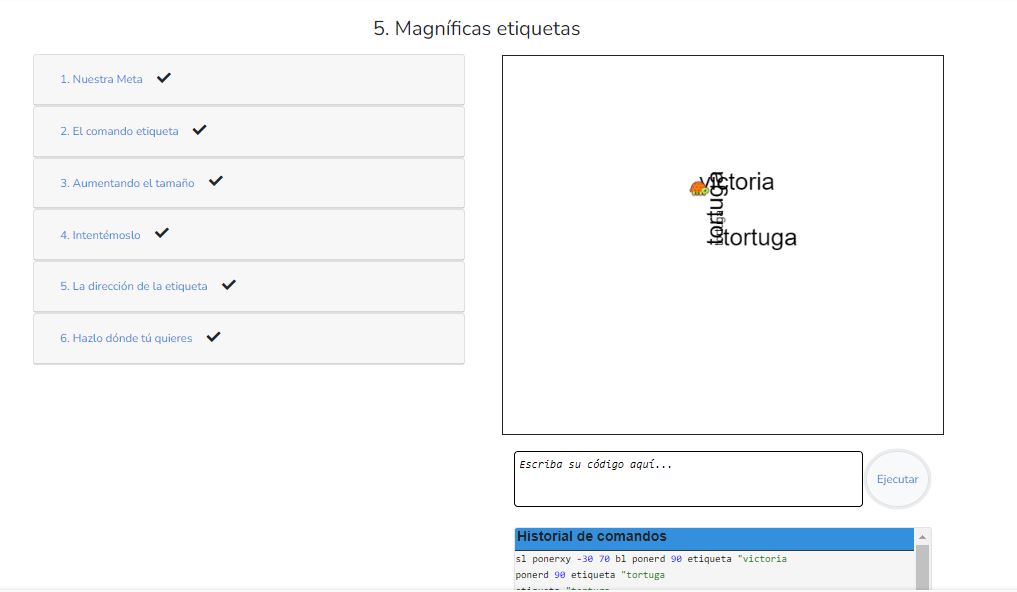 5. Magníficas etiquetas
1. Nuestra Meta
2. El comando etiqueta
3. Aumentando el tamaño
4. Intentémoslo
5. La dirección de la etiqueta
6. Hazlo dónde tú quieres
victoria
tortuga
tortuga
Escriba su código aquí...
Ejecutar
Historial de comandos
sl ponerxy -30 70 bl ponerd 90 etiqueta "victoria
ponerd 90 etiqueta "tortuga
etiqueta "tortuga